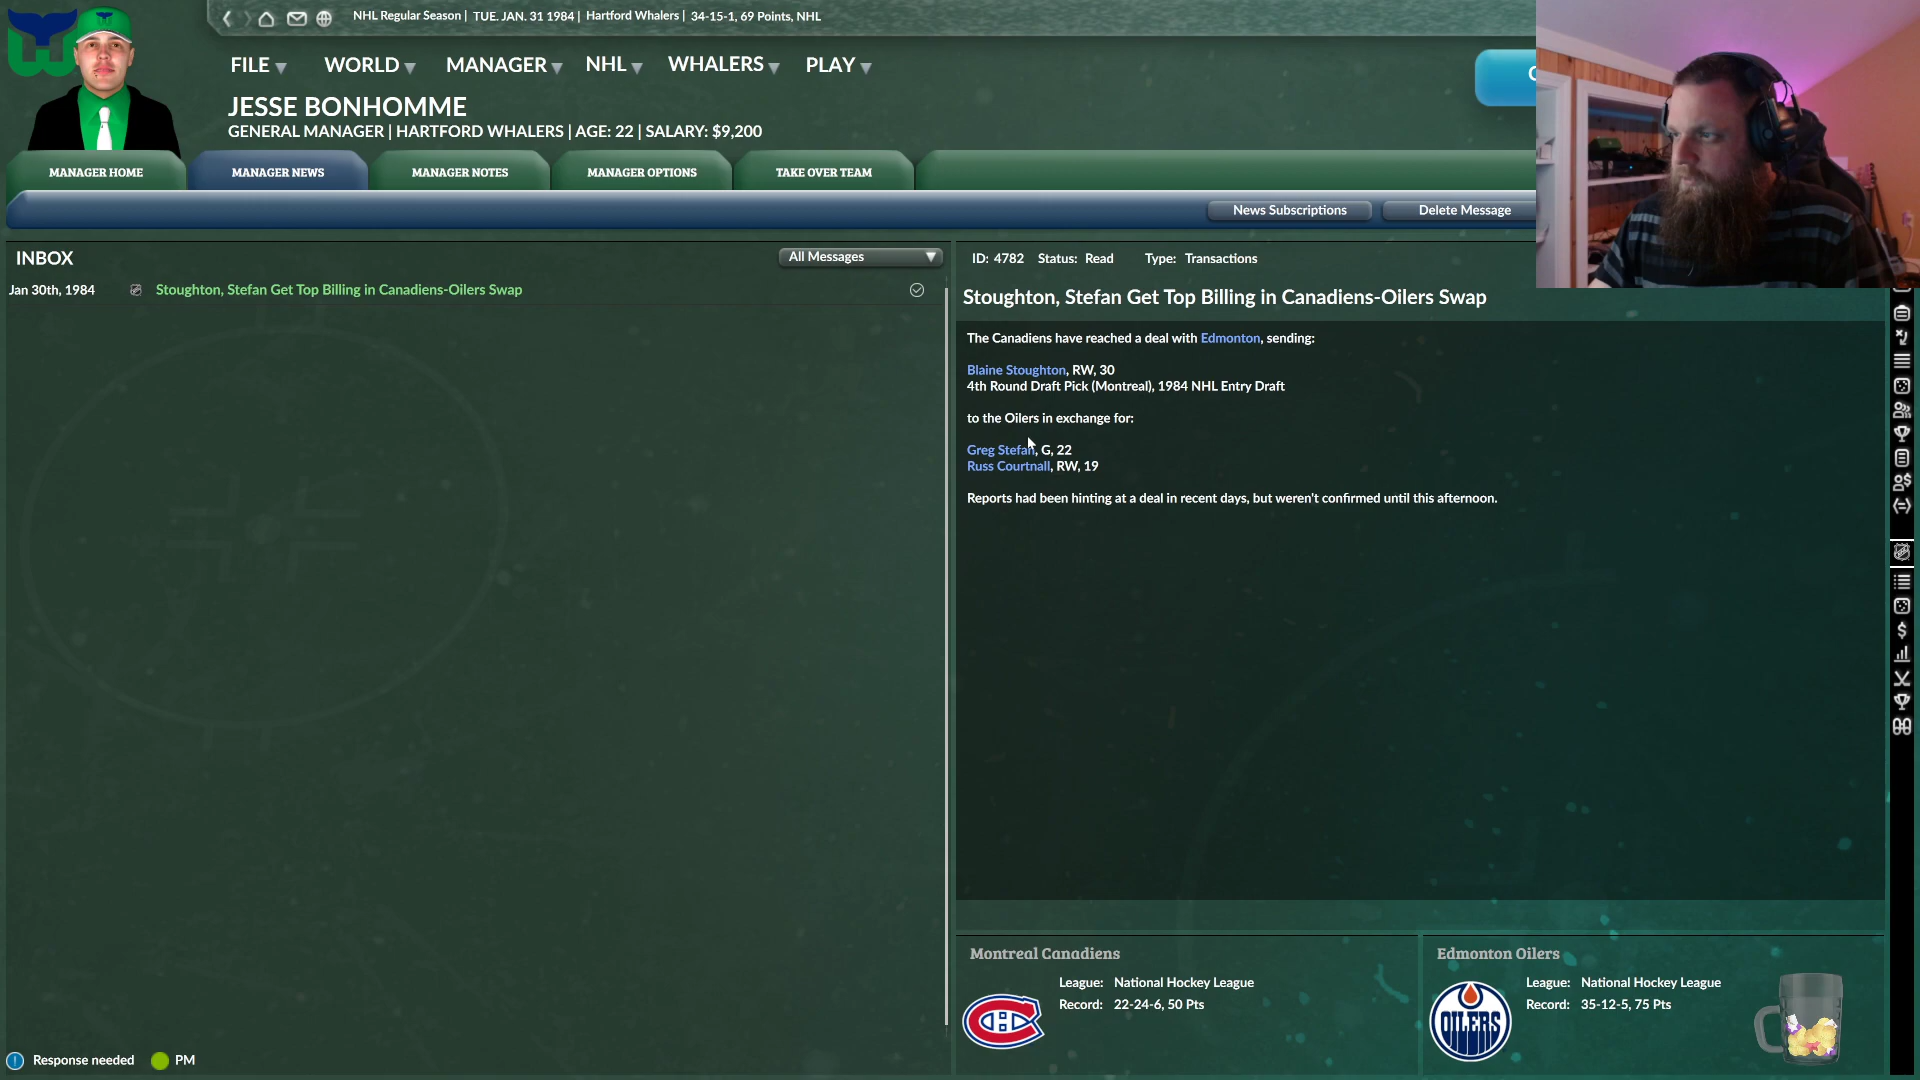 NHL Regular Season | TUE. JAN. 31 1984 | Hartford Whalers | 34-15-1, 69 Points, NHL
FILE WORLD MANAGER NHL WHALERS PLAY
JESSE BONHOMME
GENERAL MANAGER | HARTFORD WHALERS | AGE: 22 | SALARY: $9,200
MANAGER HOME MANAGER NEWS MANAGER NOTES MANAGER OPTIONS TAKE OVER TEAM
News Subscriptions Delete Message
INBOX All Messages
Jan 30th, 1984 Stoughton, Stefan Get Top Billing in Canadiens-Oilers Swap
ID: 4782 Status: Read Type: Transactions
Stoughton, Stefan Get Top Billing in Canadiens-Oilers Swap
The Canadiens have reached a deal with Edmonton, sending:
Blaine Stoughton, RW, 30
4th Round Draft Pick (Montreal), 1984 NHL Entry Draft
to the Oilers in exchange for:
Greg Stefan, G, 22
Russ Courtnall, RW, 19
Reports had been hinting at a deal in recent days, but weren't confirmed until this afternoon.
Montreal Canadiens
League: National Hockey League
Record: 22-24-6, 50 Pts
Edmonton Oilers
League: National Hockey League
Record: 35-12-5, 75 Pts
OILERS
Response needed PM